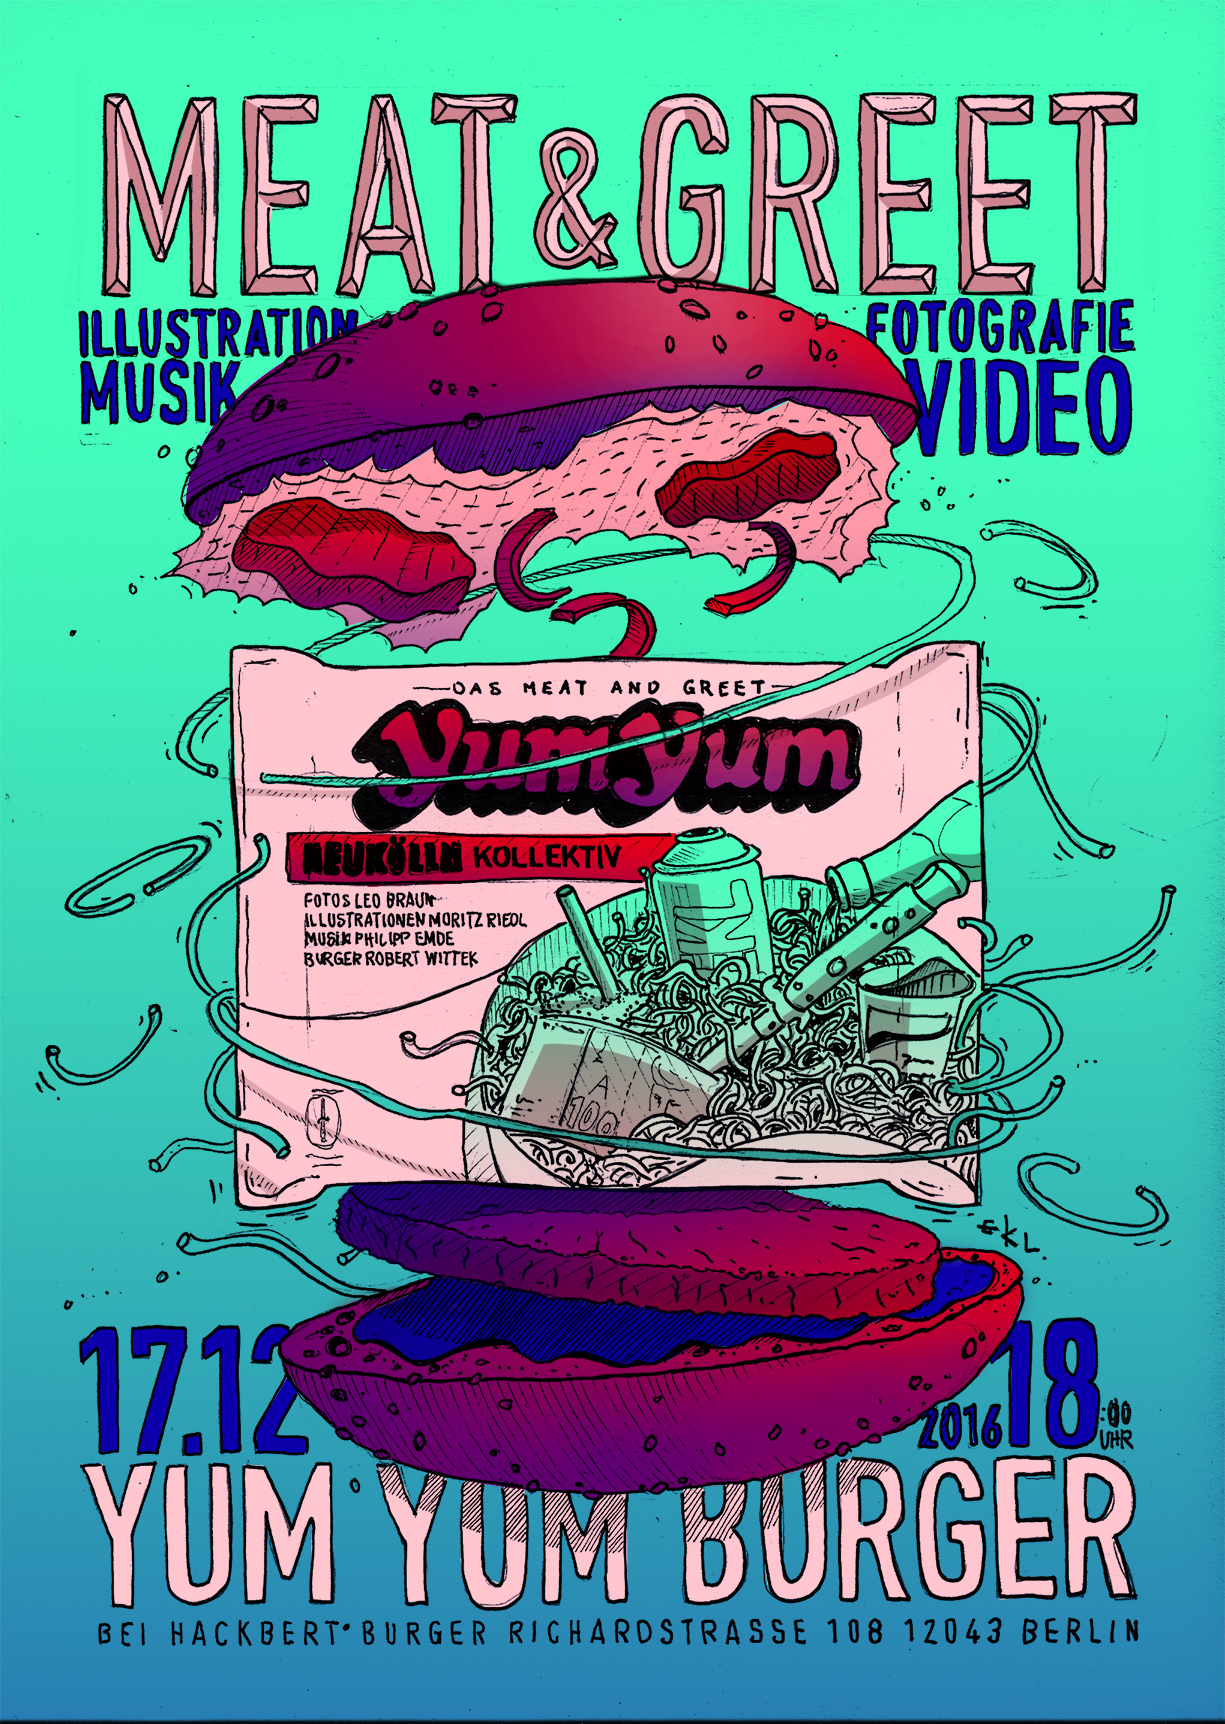 MEAT & GREET
ILLUSTRATION
MUSIK
FOTOGRAFIE
VIDEO
DAS MEAT AND GREET
YumYum
NEUKÖLLN KOLLEKTIV
FOTOS LEO BRAUN
ILLUSTRATIONEN MORITZ RIEDL
MUSIK PHILIPP EMDE
BURGER ROBERT WITTEK
A
100
EKL.
17.12
2016 18:00 UHR
YUM YUM BURGER
BEI HACKBERT BURGER RICHARDSTRASSE 108 12043 BERLIN